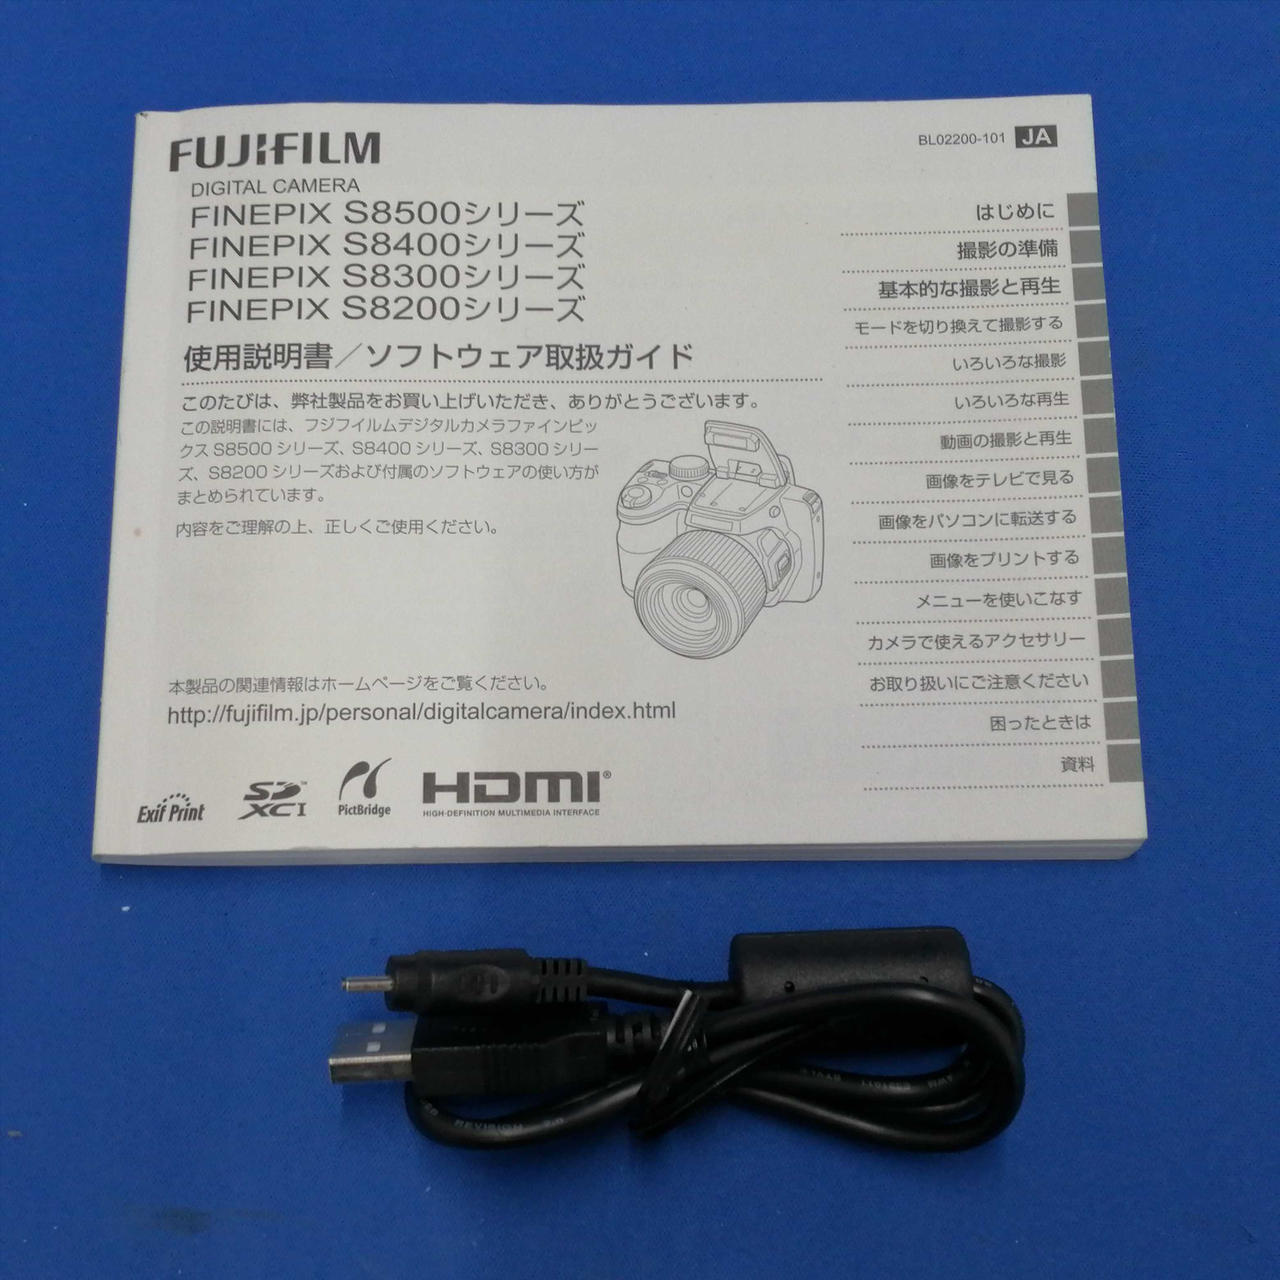 FUJIFILM
BL02200-101 JA
DIGITAL CAMERA
FINEPIX S8500シリーズ
FINEPIX S8400シリーズ
FINEPIX S8300シリーズ
FINEPIX S8200シリーズ
使用説明書／ソフトウェア取扱ガイド
このたびは、弊社製品をお買い上げいただき、ありがとうございます。
この説明書には、フジフイルムデジタルカメラファインピッ
クス S8500 シリーズ、S8400 シリーズ、S8300 シリー
ズ、S8200 シリーズおよび付属のソフトウェアの使い方が
まとめられています。
内容をご理解の上、正しくご使用ください。
本製品の関連情報はホームページをご覧ください。
http://fujifilm.jp/personal/digitalcamera/index.html
Exif Print
SD XC I
PictBridge
HDMI®
HIGH-DEFINITION MULTIMEDIA INTERFACE
はじめに
撮影の準備
基本的な撮影と再生
モードを切り換えて撮影する
いろいろな撮影
いろいろな再生
動画の撮影と再生
画像をテレビで見る
画像をパソコンに転送する
画像をプリントする
メニューを使いこなす
カメラで使えるアクセサリー
お取り扱いにご注意ください
困ったときは
資料
REVISION 2.0